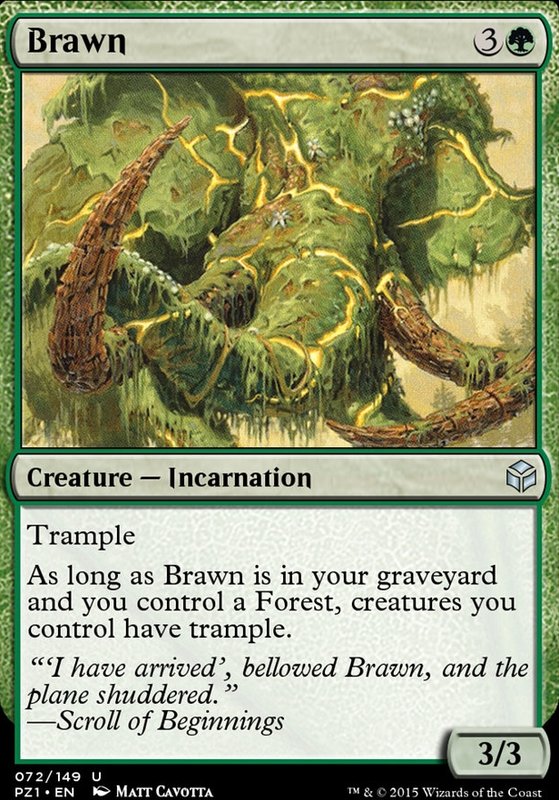 Brawn 3
Creature — Incarnation
Trample
As long as Brawn is in your graveyard
and you control a Forest, creatures you
control have trample.
“‘I have arrived’, bellowed Brawn, and the
plane shuddered.”
—Scroll of Beginnings
3/3
072/149 U
PZ1 • EN Matt Cavotta ™ & © 2015 Wizards of the Coast